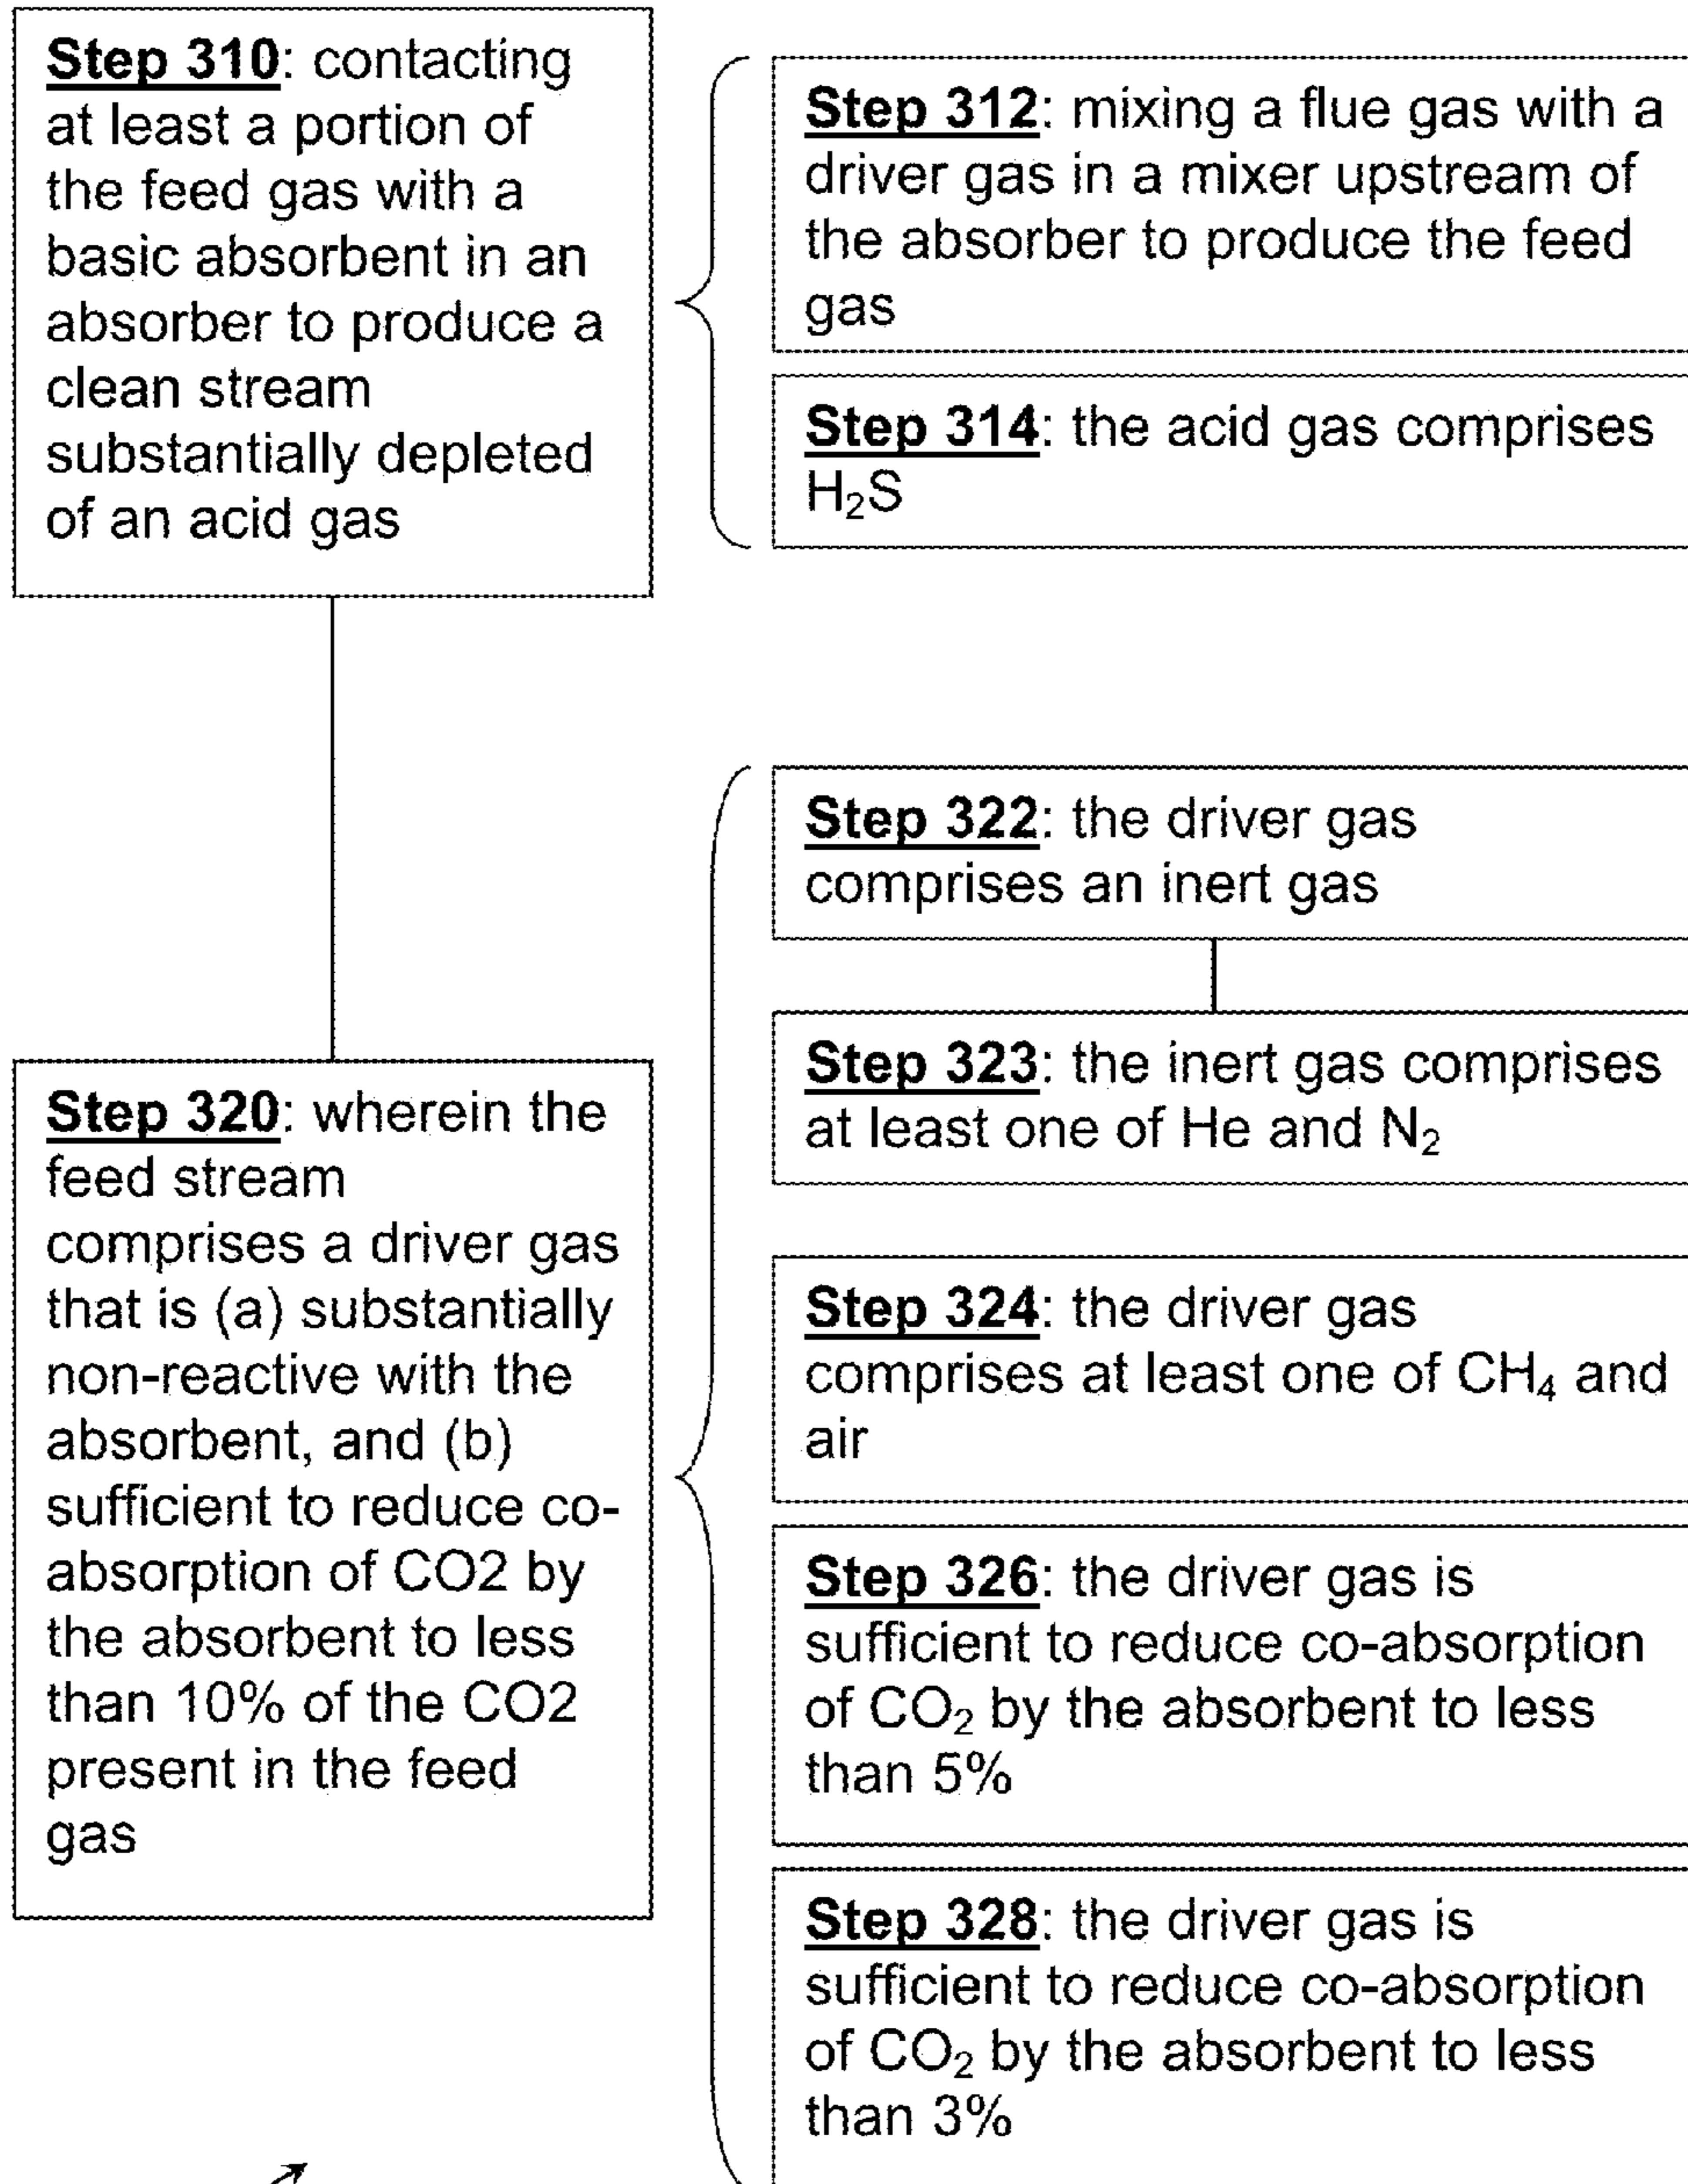 Step 310: contacting
at least a portion of
the feed gas with a
basic absorbent in an
absorber to produce a
clean stream
substantially depleted
of an acid gas
Step 312: mixing a flue gas with a
driver gas in a mixer upstream of
the absorber to produce the feed
gas
Step 314: the acid gas comprises
H₂S
Step 320: wherein the
feed stream
comprises a driver gas
that is (a) substantially
non-reactive with the
absorbent, and (b)
sufficient to reduce co-
absorption of CO2 by
the absorbent to less
than 10% of the CO2
present in the feed
gas
Step 322: the driver gas
comprises an inert gas
Step 323: the inert gas comprises
at least one of He and N₂
Step 324: the driver gas
comprises at least one of CH₄ and
air
Step 326: the driver gas is
sufficient to reduce co-absorption
of CO₂ by the absorbent to less
than 5%
Step 328: the driver gas is
sufficient to reduce co-absorption
of CO₂ by the absorbent to less
than 3%